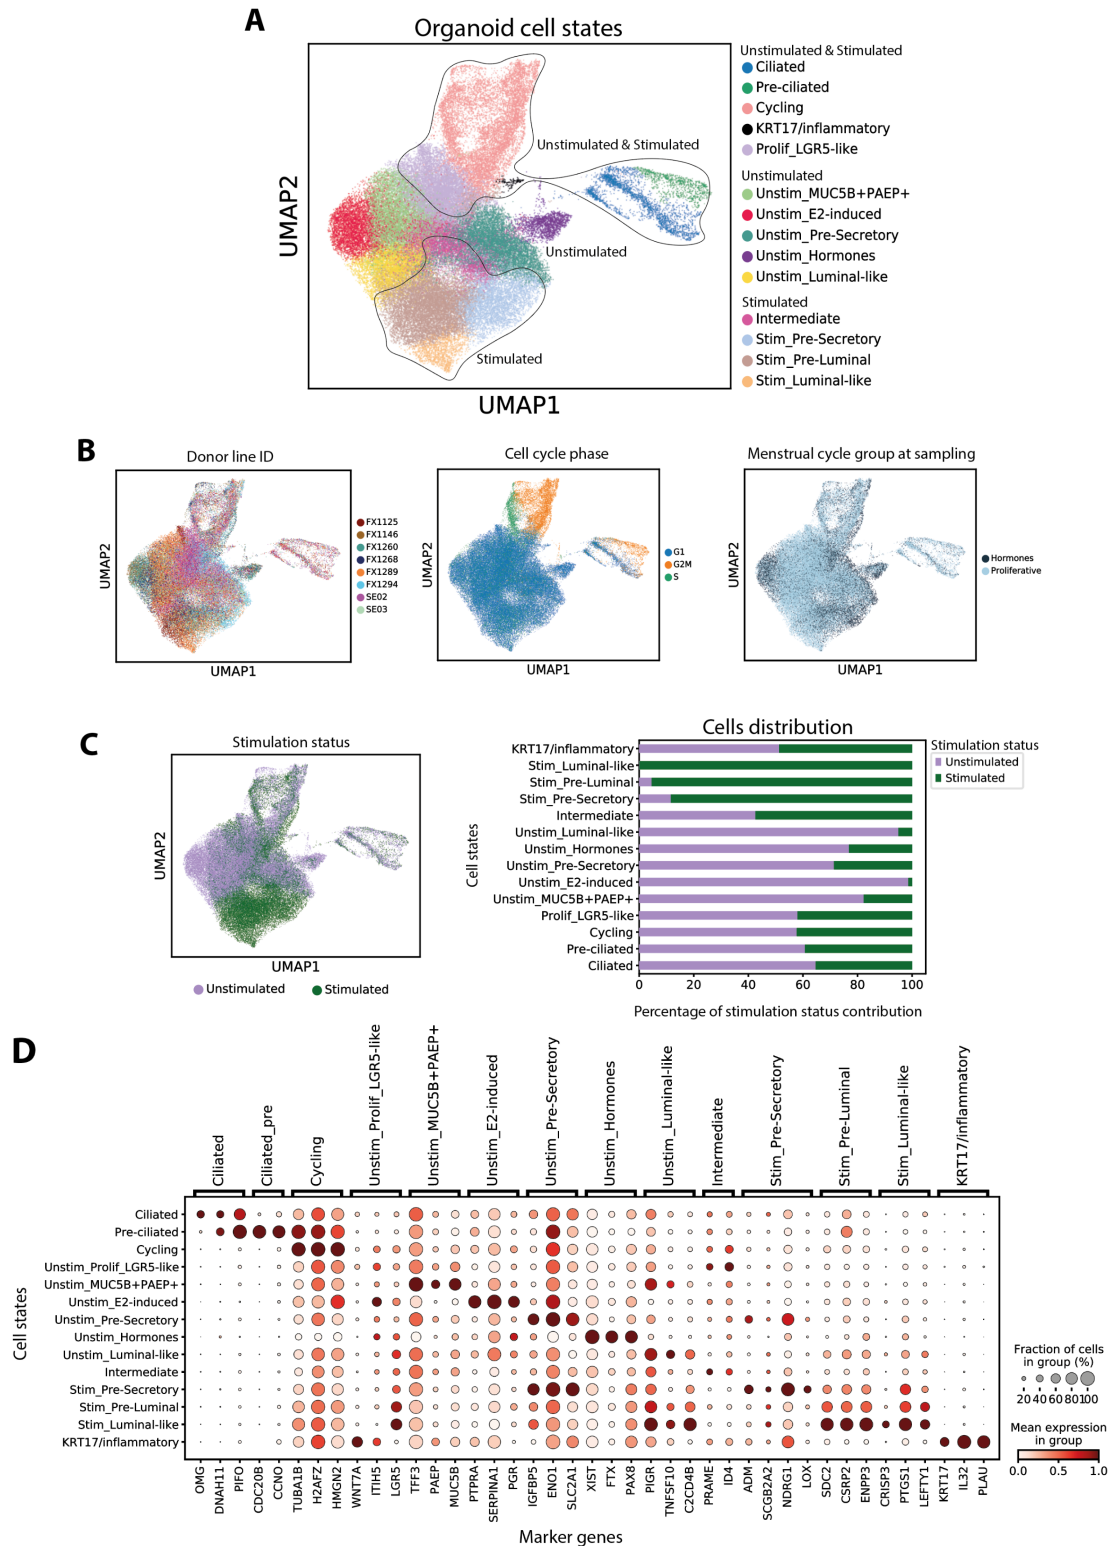 A
Organoid cell states
Unstimulated & Stimulated
Ciliated
Pre-ciliated
Cycling
KRT17/inflammatory
Prolif_LGR5-like
Unstimulated
Unstim_MUC5B+PAEP+
Unstim_E2-induced
Unstim_Pre-Secretory
Unstim_Hormones
Unstim_Luminal-like
Stimulated
Intermediate
Stim_Pre-Secretory
Stim_Pre-Luminal
Stim_Luminal-like
Unstimulated & Stimulated
Unstimulated
Stimulated
UMAP2
UMAP1
B
Donor line ID
FX1125
FX1146
FX1260
FX1268
FX1289
FX1294
SE02
SE03
UMAP2
UMAP1
Cell cycle phase
G1
G2M
S
UMAP2
UMAP1
Menstrual cycle group at sampling
Hormones
Proliferative
UMAP2
UMAP1
C
Stimulation status
UMAP2
UMAP1
Unstimulated
Stimulated
Cells distribution
Stimulation status
Unstimulated
Stimulated
Cell states
KRT17/inflammatory
Stim_Luminal-like
Stim_Pre-Luminal
Stim_Pre-Secretory
Intermediate
Unstim_Luminal-like
Unstim_Hormones
Unstim_Pre-Secretory
Unstim_E2-induced
Unstim_MUC5B+PAEP+
Prolif_LGR5-like
Cycling
Pre-ciliated
Ciliated
0 20 40 60 80 100
Percentage of stimulation status contribution
D
Ciliated
Ciliated_pre
Cycling
Unstim_Prolif_LGR5-like
Unstim_MUC5B+PAEP+
Unstim_E2-induced
Unstim_Pre-Secretory
Unstim_Hormones
Unstim_Luminal-like
Intermediate
Stim_Pre-Secretory
Stim_Pre-Luminal
Stim_Luminal-like
KRT17/inflammatory
Cell states
Ciliated
Pre-ciliated
Cycling
Unstim_Prolif_LGR5-like
Unstim_MUC5B+PAEP+
Unstim_E2-induced
Unstim_Pre-Secretory
Unstim_Hormones
Unstim_Luminal-like
Intermediate
Stim_Pre-Secretory
Stim_Pre-Luminal
Stim_Luminal-like
KRT17/inflammatory
OMG
DNAH11
PIFO
CDC20B
CCNO
TUBA1B
H2AFZ
HMGN2
WNT7A
ITIH5
LGR5
TFF3
PAEP
MUC5B
PTPRA
SERPINA1
PGR
IGFBP5
ENO1
SLC2A1
XIST
FTX
PAX8
PIGR
TNFSF10
C2CD4B
PRAME
ID4
ADM
SCGB2A2
NDRG1
LOX
SDC2
CSRP2
ENPP3
CRISP3
PTGS1
LEFTY1
KRT17
IL32
PLAU
Marker genes
Fraction of cells
in group (%)
20 40 60 80100
Mean expression
in group
0.0 0.5 1.0